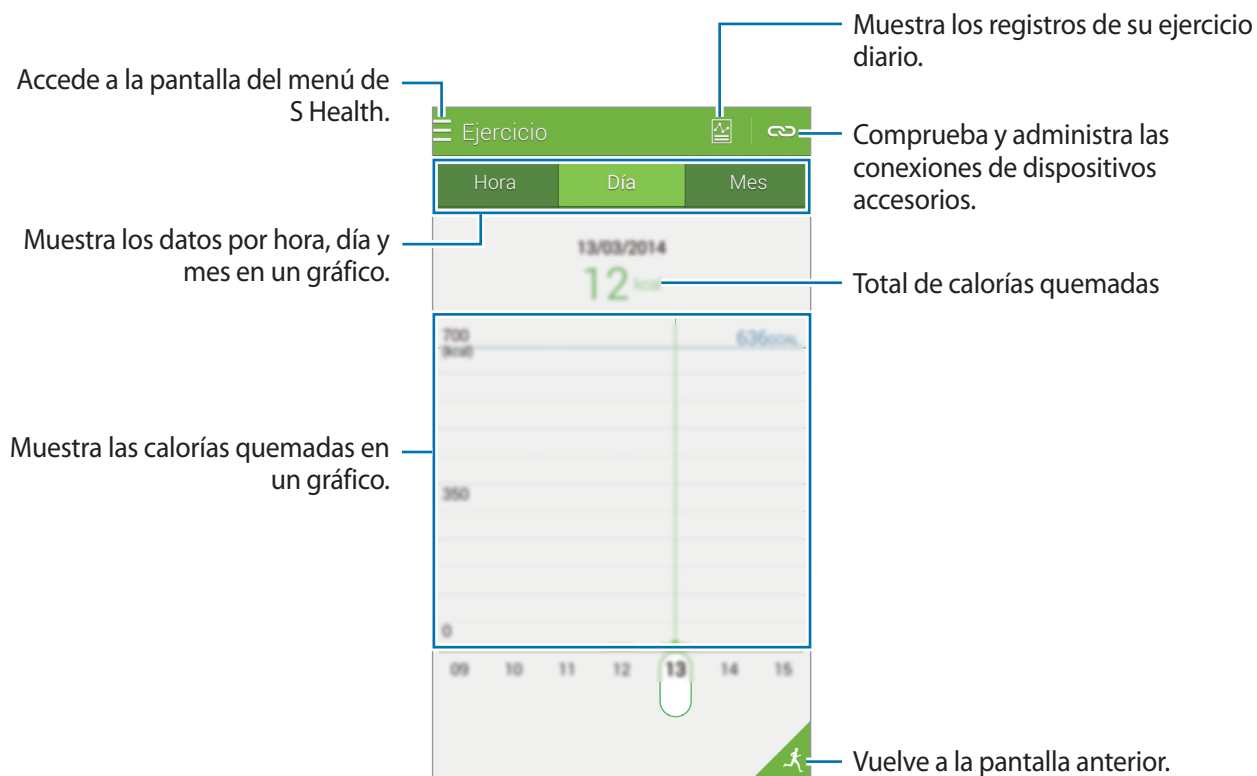 Muestra los registros de su ejercicio
diario.
Accede a la pantalla del menú de
S Health.
Ejercicio
Comprueba y administra las
conexiones de dispositivos
accesorios.
Hora
Día
Mes
Muestra los datos por hora, día y
mes en un gráfico.
13/03/2014
12 kcal
Total de calorías quemadas
700
(kcal)
636GOAL
Muestra las calorías quemadas en
un gráfico.
350
0
09 10 11 12 13 14 15
Vuelve a la pantalla anterior.